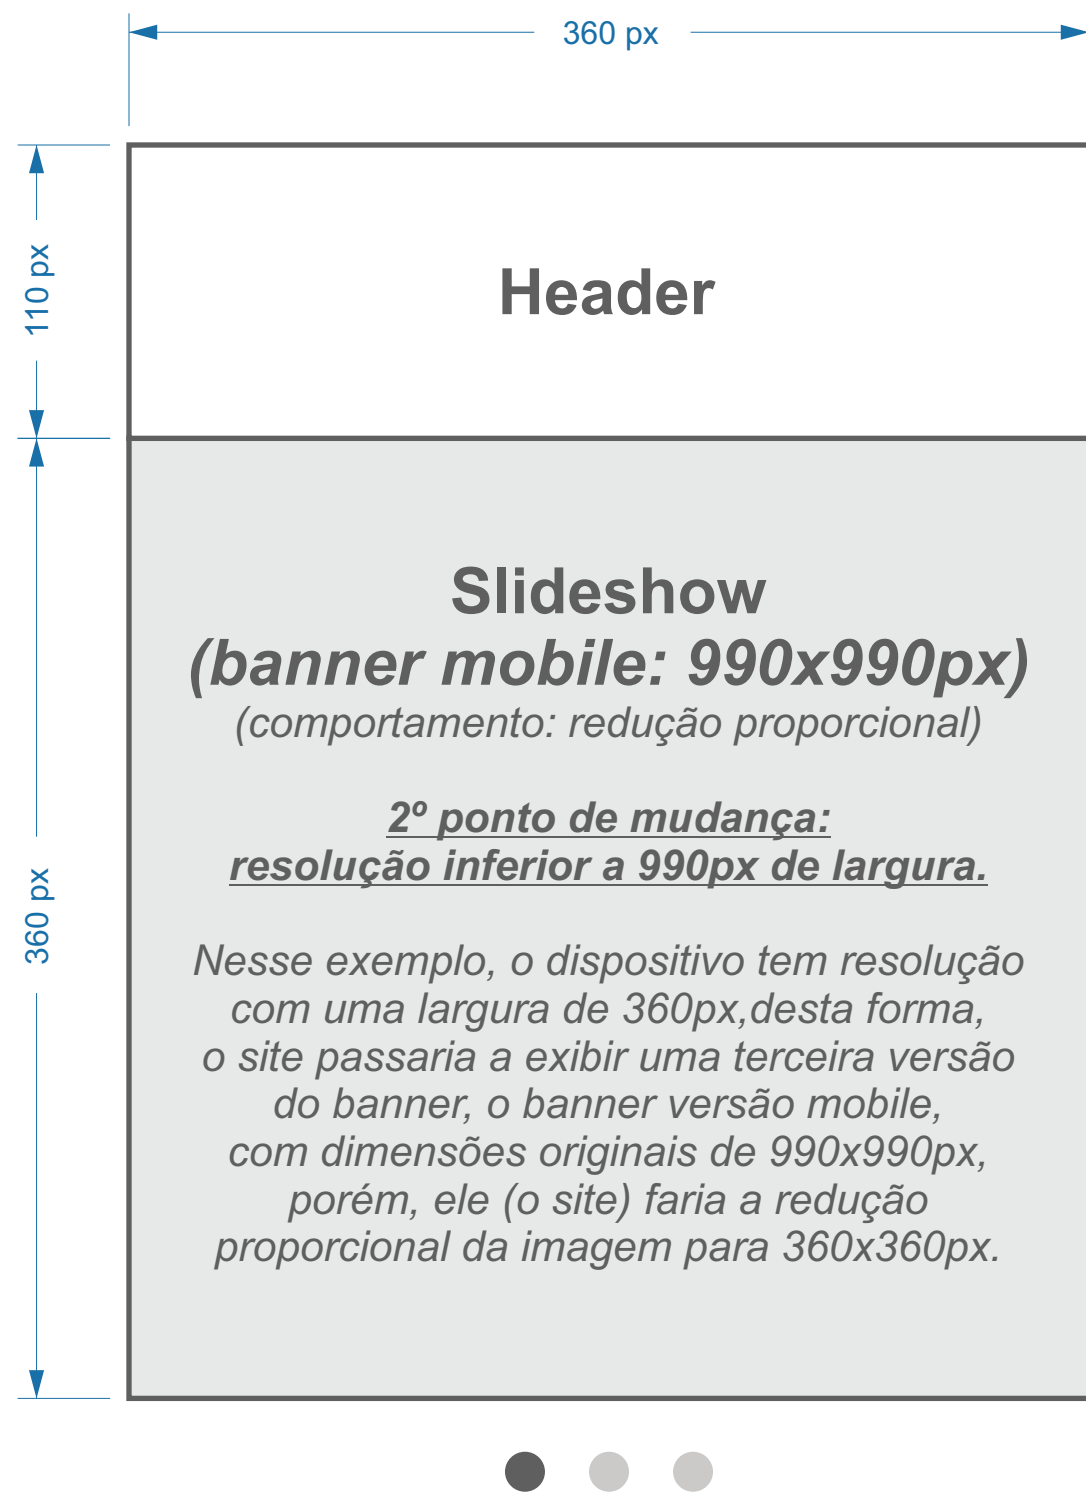 360 px
110 px
Header
360 px
Slideshow
(banner mobile: 990x990px)
(comportamento: redução proporcional)
2º ponto de mudança:
resolução inferior a 990px de largura.
Nesse exemplo, o dispositivo tem resolução
com uma largura de 360px,desta forma,
o site passaria a exibir uma terceira versão
do banner, o banner versão mobile,
com dimensões originais de 990x990px,
porém, ele (o site) faria a redução
proporcional da imagem para 360x360px.